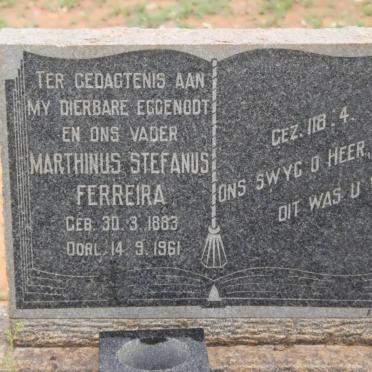 TER GEDAGTENIS AAN
MY DIERBARE EGGENOOT
EN ONS VADER
MARTHINUS STEFANUS
FERREIRA
GEB. 30. 3. 1883
OORL. 14. 9. 1961
GEZ. 118 : 4.
ONS SWYG O HEER,
DIT WAS U